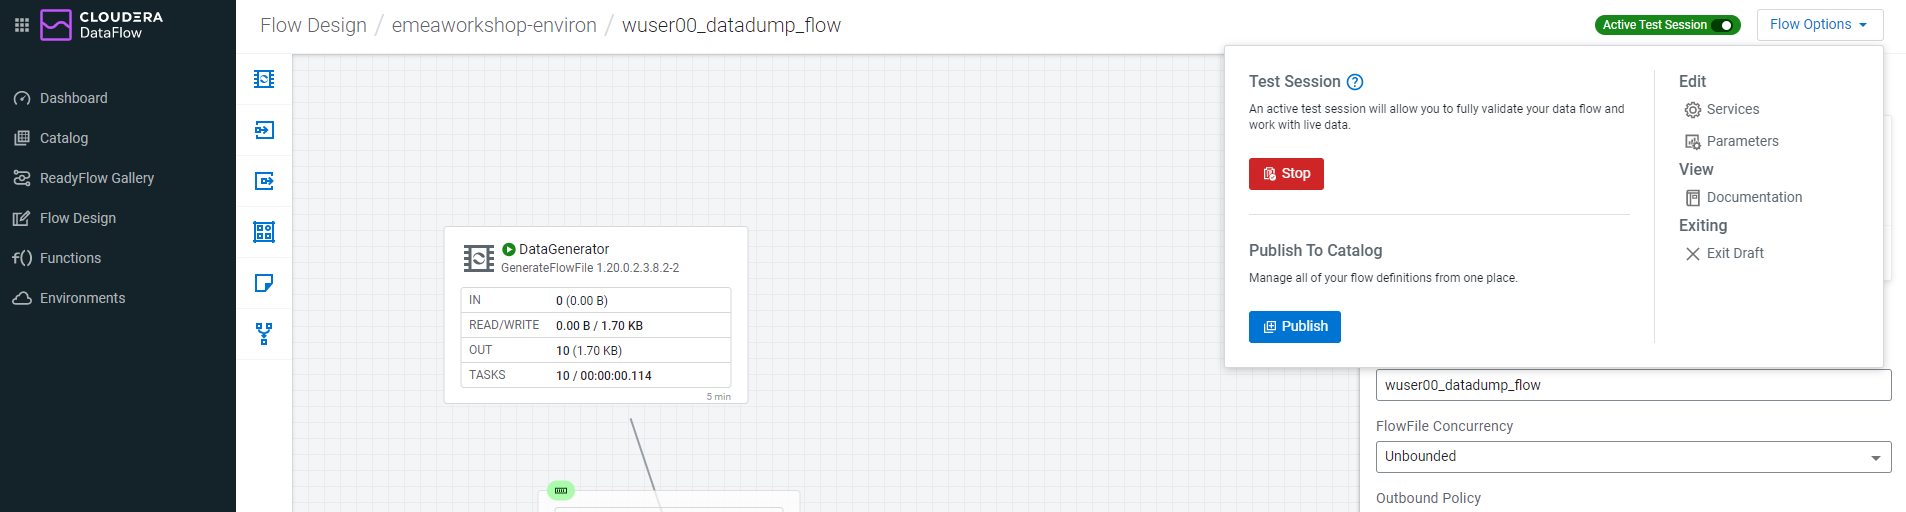 CLOUDERA
DataFlow
Dashboard
Catalog
ReadyFlow Gallery
Flow Design
Functions
Environments
Flow Design / emeaworkshop-environ / wuser00_datadump_flow
Active Test Session
Flow Options
DataGenerator
GenerateFlowFile 1.20.0.2.3.8.2-2
IN 0 (0.00 B)
READ/WRITE 0.00 B / 1.70 KB
OUT 10 (1.70 KB)
TASKS 10 / 00:00:00.114
5 min
Test Session
An active test session will allow you to fully validate your data flow and
work with live data.
Stop
Publish To Catalog
Manage all of your flow definitions from one place.
Publish
Edit
Services
Parameters
View
Documentation
Exiting
Exit Draft
wuser00_datadump_flow
FlowFile Concurrency
Unbounded
Outbound Policy